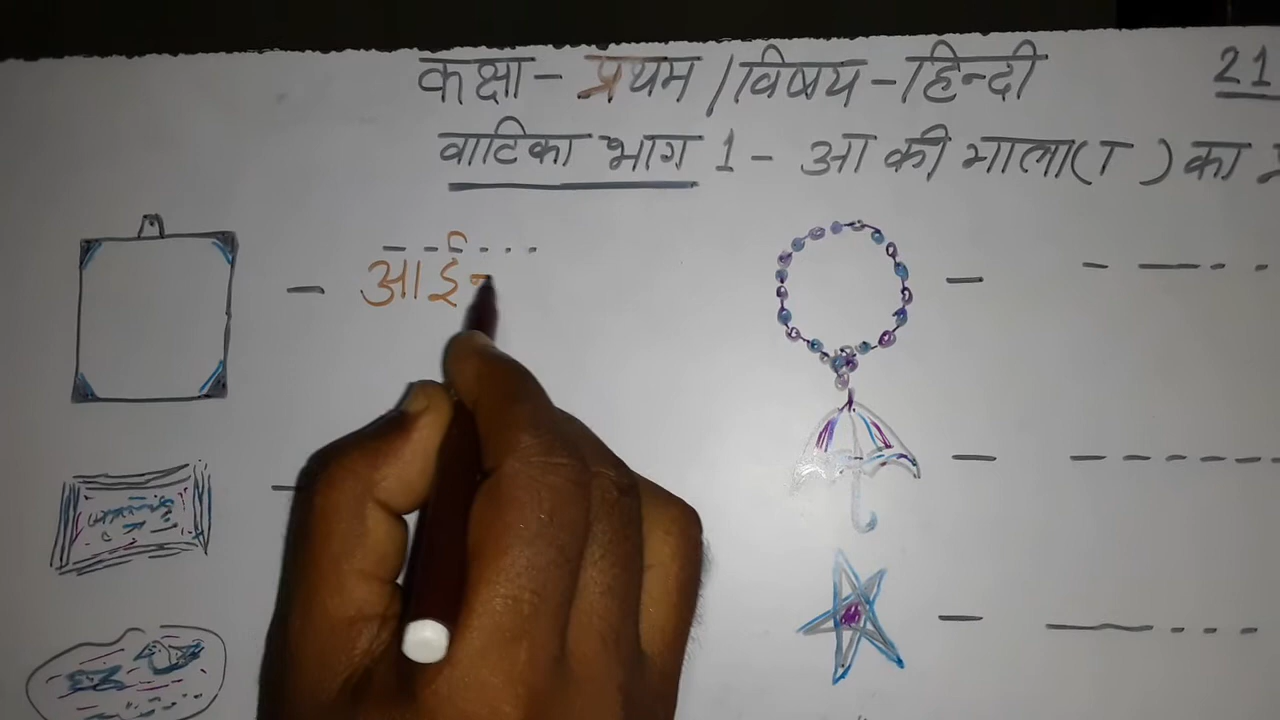 कक्षा - प्रथम / विषय - हिन्दी
21
वाटिका भाग 1 - आ की माला (ा) का
आई